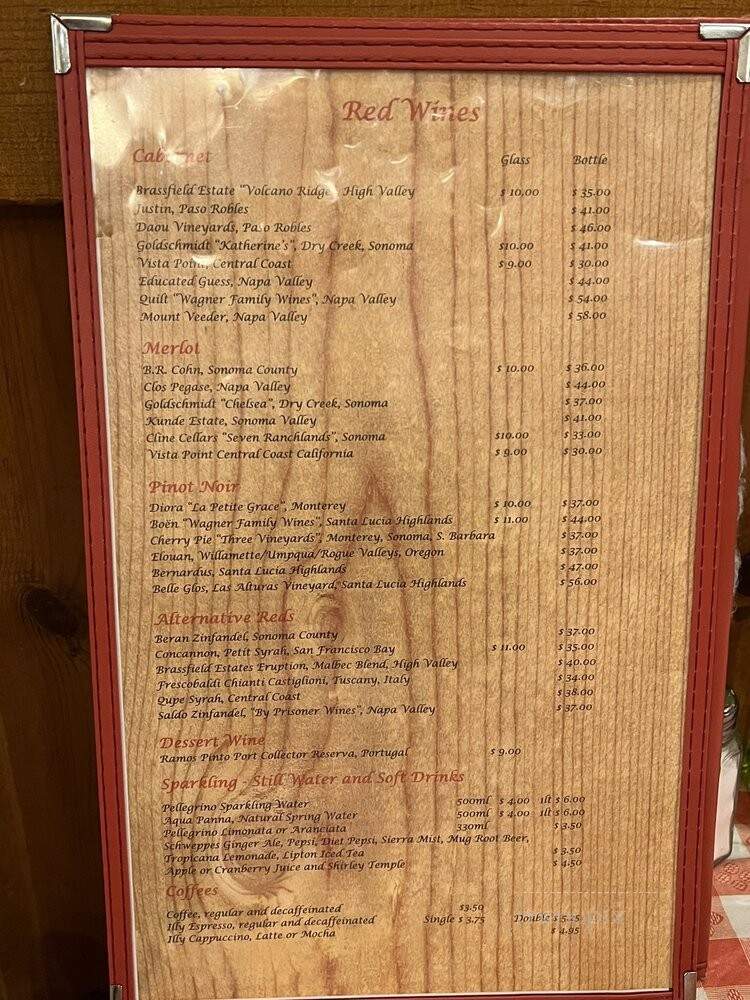 Red Wines
Cabernet Glass Bottle
Brassfield Estate "Volcano Ridge" High Valley $ 10.00 $ 35.00
Justin, Paso Robles $ 41.00
Daou Vineyards, Paso Robles $ 46.00
Goldschmidt "Katherine's", Dry Creek, Sonoma $10.00 $ 41.00
Vista Point, Central Coast $ 9.00 $ 30.00
Educated Guess, Napa Valley $ 44.00
Quilt "Wagner Family Wines", Napa Valley $ 54.00
Mount Veeder, Napa Valley $ 58.00
Merlot
B.R. Cohn, Sonoma County $ 10.00 $ 36.00
Clos Pegase, Napa Valley $ 44.00
Goldschmidt "Chelsea", Dry Creek, Sonoma $ 37.00
Kunde Estate, Sonoma Valley $ 41.00
Cline Cellars "Seven Ranchlands", Sonoma $10.00 $ 33.00
Vista Point Central Coast California $ 9.00 $ 30.00
Pinot Noir
Diora "La Petite Grace", Monterey $ 10.00 $ 37.00
Boën "Wagner Family Wines", Santa Lucia Highlands $ 11.00 $ 44.00
Cherry Pie "Three Vineyards", Monterey, Sonoma, S. Barbara $ 37.00
Elouan, Willamette/Umpqua/Rogue Valleys, Oregon $ 37.00
Bernardus, Santa Lucia Highlands $ 47.00
Belle Glos, Las Alturas Vineyard, Santa Lucia Highlands $ 56.00
Alternative Reds
Beran Zinfandel, Sonoma County $ 37.00
Concannon, Petit Syrah, San Francisco Bay $ 11.00 $ 35.00
Brassfield Estates Eruption, Malbec Blend, High Valley $ 40.00
Frescobaldi Chianti Castiglioni, Tuscany, Italy $ 34.00
Qupe Syrah, Central Coast $ 38.00
Saldo Zinfandel, "By Prisoner Wines", Napa Valley $ 37.00
Dessert Wine
Ramos Pinto Port Collector Reserva, Portugal $ 9.00
Sparkling - Still Water and Soft Drinks
Pellegrino Sparkling Water 500ml $ 4.00 1lt $ 6.00
Aqua Panna, Natural Spring Water 500ml $ 4.00 1lt $ 6.00
Pellegrino Limonata or Aranciata 330ml $ 3.50
Schweppes Ginger Ale, Pepsi, Diet Pepsi, Sierra Mist, Mug Root Beer,
Tropicana Lemonade, Lipton Iced Tea $ 3.50
Apple or Cranberry Juice and Shirley Temple $ 4.50
Coffees
Coffee, regular and decaffeinated $3.50
Illy Espresso, regular and decaffeinated Single $ 3.75 Double $ 5.25
Illy Cappuccino, Latte or Mocha $ 4.95